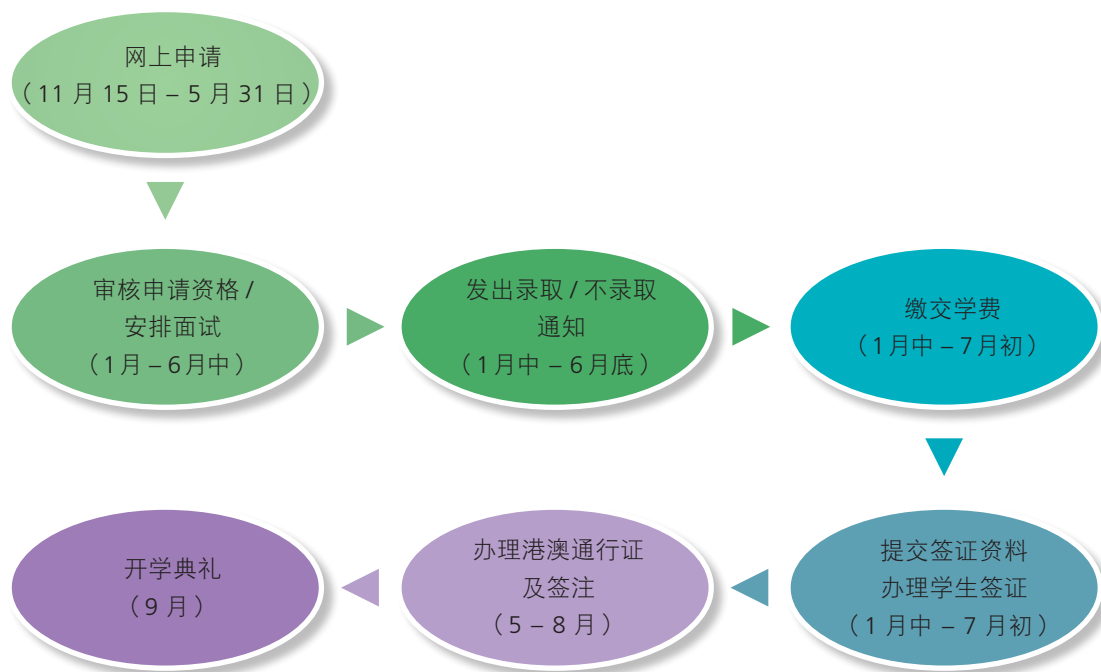 网上申请
（11 月 15 日 – 5 月 31 日）
审核申请资格 /
安排面试
（1月 – 6月中）
发出录取 / 不录取
通知
（1月中 – 6月底）
缴交学费
（1月中 – 7月初）
提交签证资料
办理学生签证
（1 月中 – 7 月初）
办理港澳通行证
及签注
（5 – 8 月）
开学典礼
（9 月）